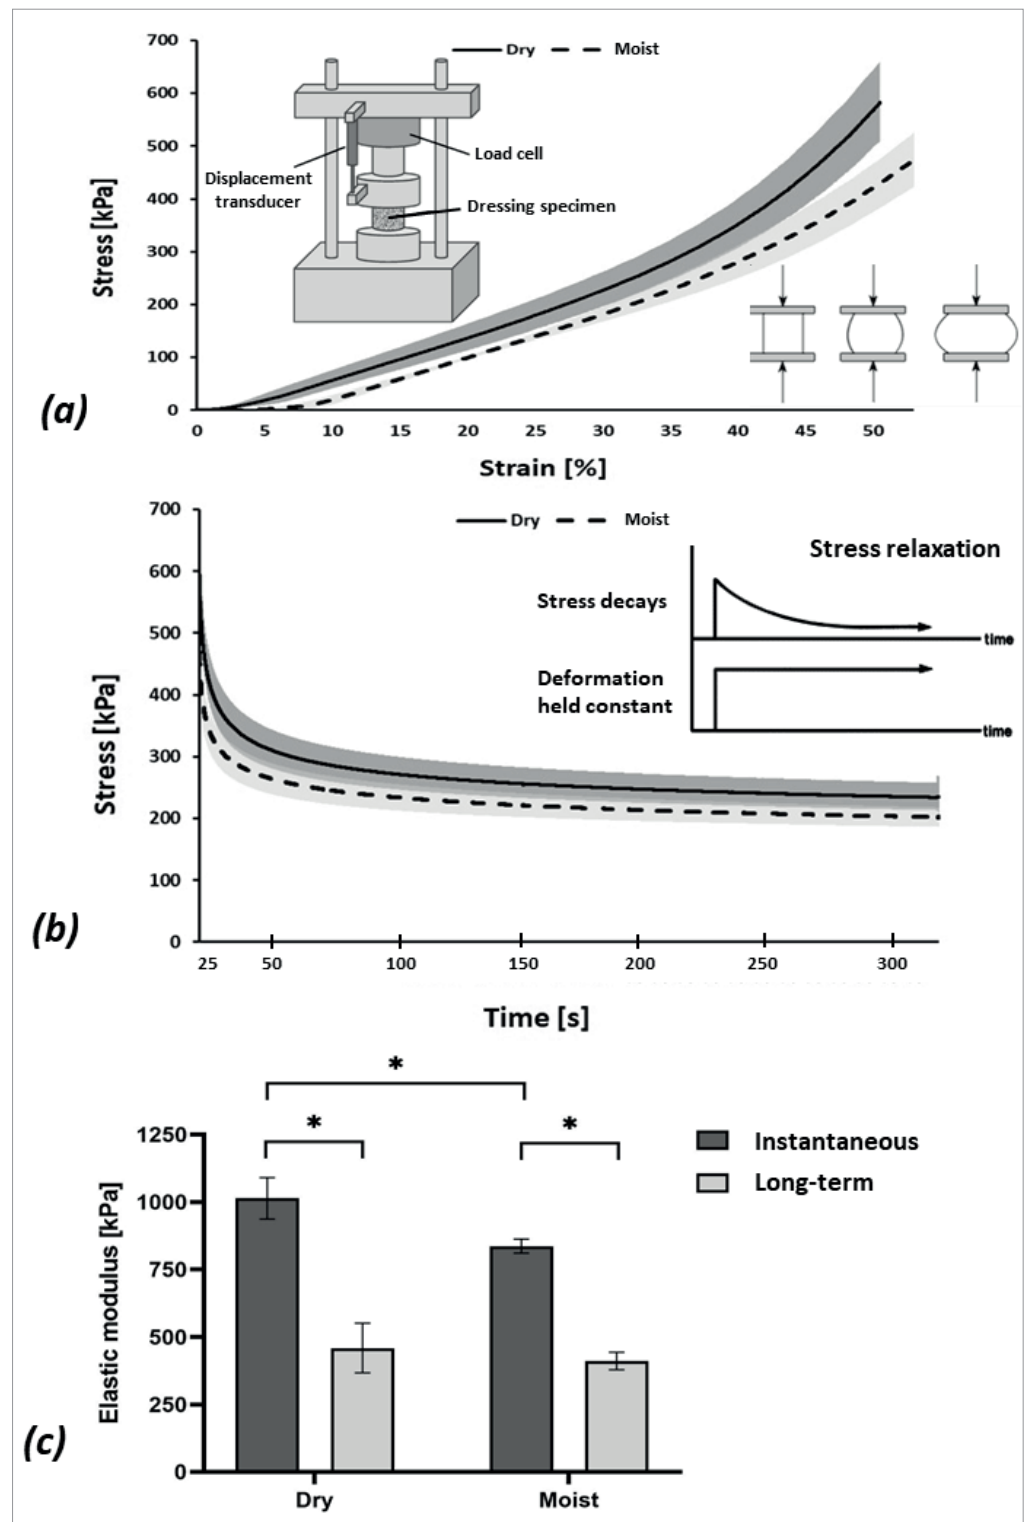 700
600
500
400
300
200
100
0
Stress [kPa]
Dry
Moist
Displacement
transducer
Load cell
Dressing specimen
(a)
0 5 10 15 20 25 30 35 40 45 50
Strain [%]
700
600
500
400
300
200
100
0
Stress [kPa]
Dry
Moist
Stress relaxation
Stress decays
time
Deformation
held constant
time
(b)
25 50 100 150 200 250 300
Time [s]
*
* *
1250
1000
750
500
250
0
Elastic modulus [kPa]
Instantaneous
Long-term
(c)
Dry Moist